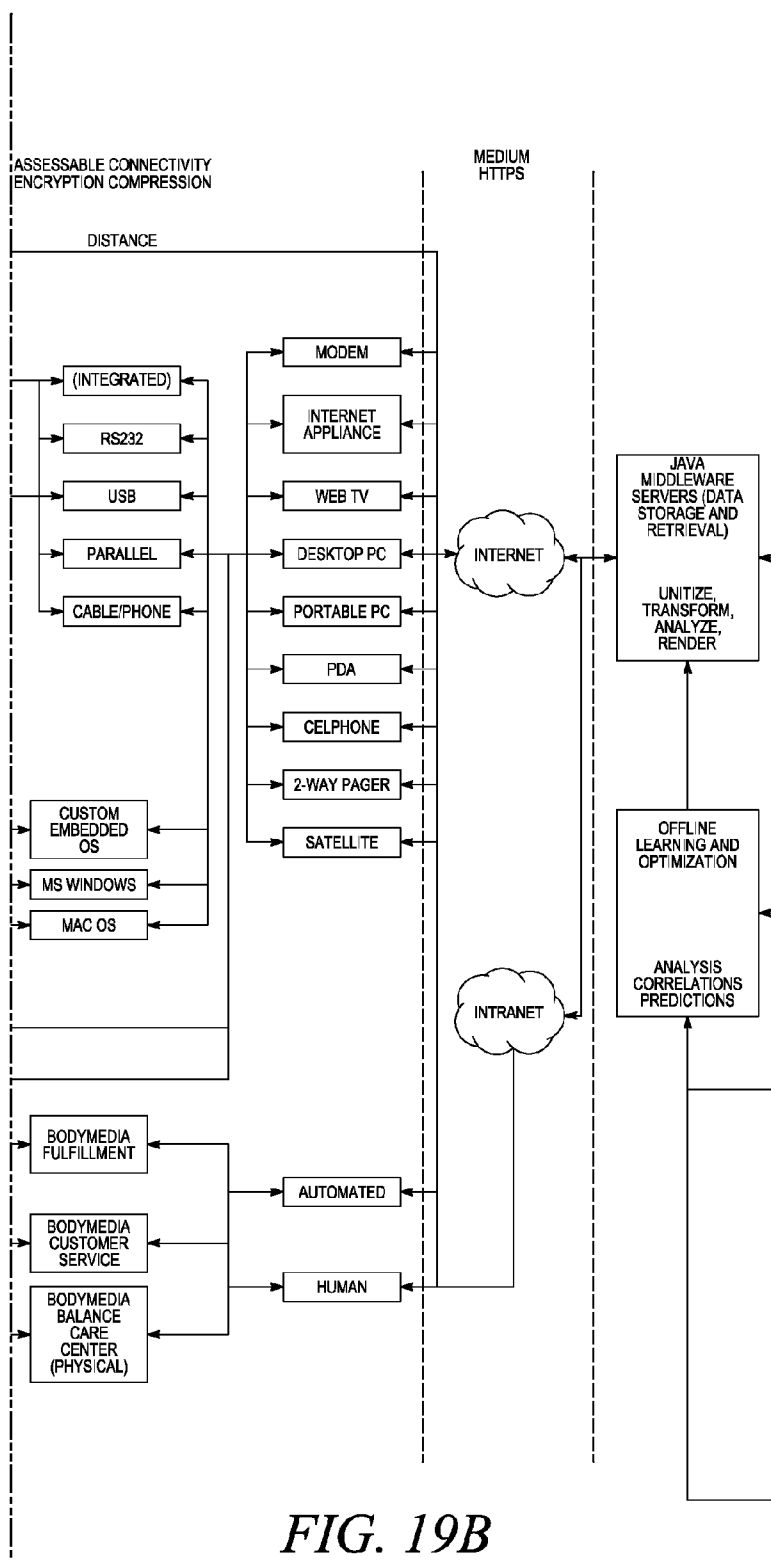 ASSESSABLE CONNECTIVITY
ENCRYPTION COMPRESSION
MEDIUM
HTTPS
DISTANCE
(INTEGRATED)
RS232
USB
PARALLEL
CABLE/PHONE
CUSTOM
EMBEDDED
OS
MS WINDOWS
MAC OS
MODEM
INTERNET
APPLIANCE
WEB TV
DESKTOP PC
PORTABLE PC
PDA
CELPHONE
2-WAY PAGER
SATELLITE
INTERNET
INTRANET
JAVA
MIDDLEWARE
SERVERS (DATA
STORAGE AND
RETRIEVAL)
UNITIZE,
TRANSFORM,
ANALYZE,
RENDER
OFFLINE
LEARNING AND
OPTIMIZATION
ANALYSIS
CORRELATIONS
PREDICTIONS
BODYMEDIA
FULFILLMENT
BODYMEDIA
CUSTOMER
SERVICE
BODYMEDIA
BALANCE
CARE
CENTER
(PHYSICAL)
AUTOMATED
HUMAN
FIG. 19B